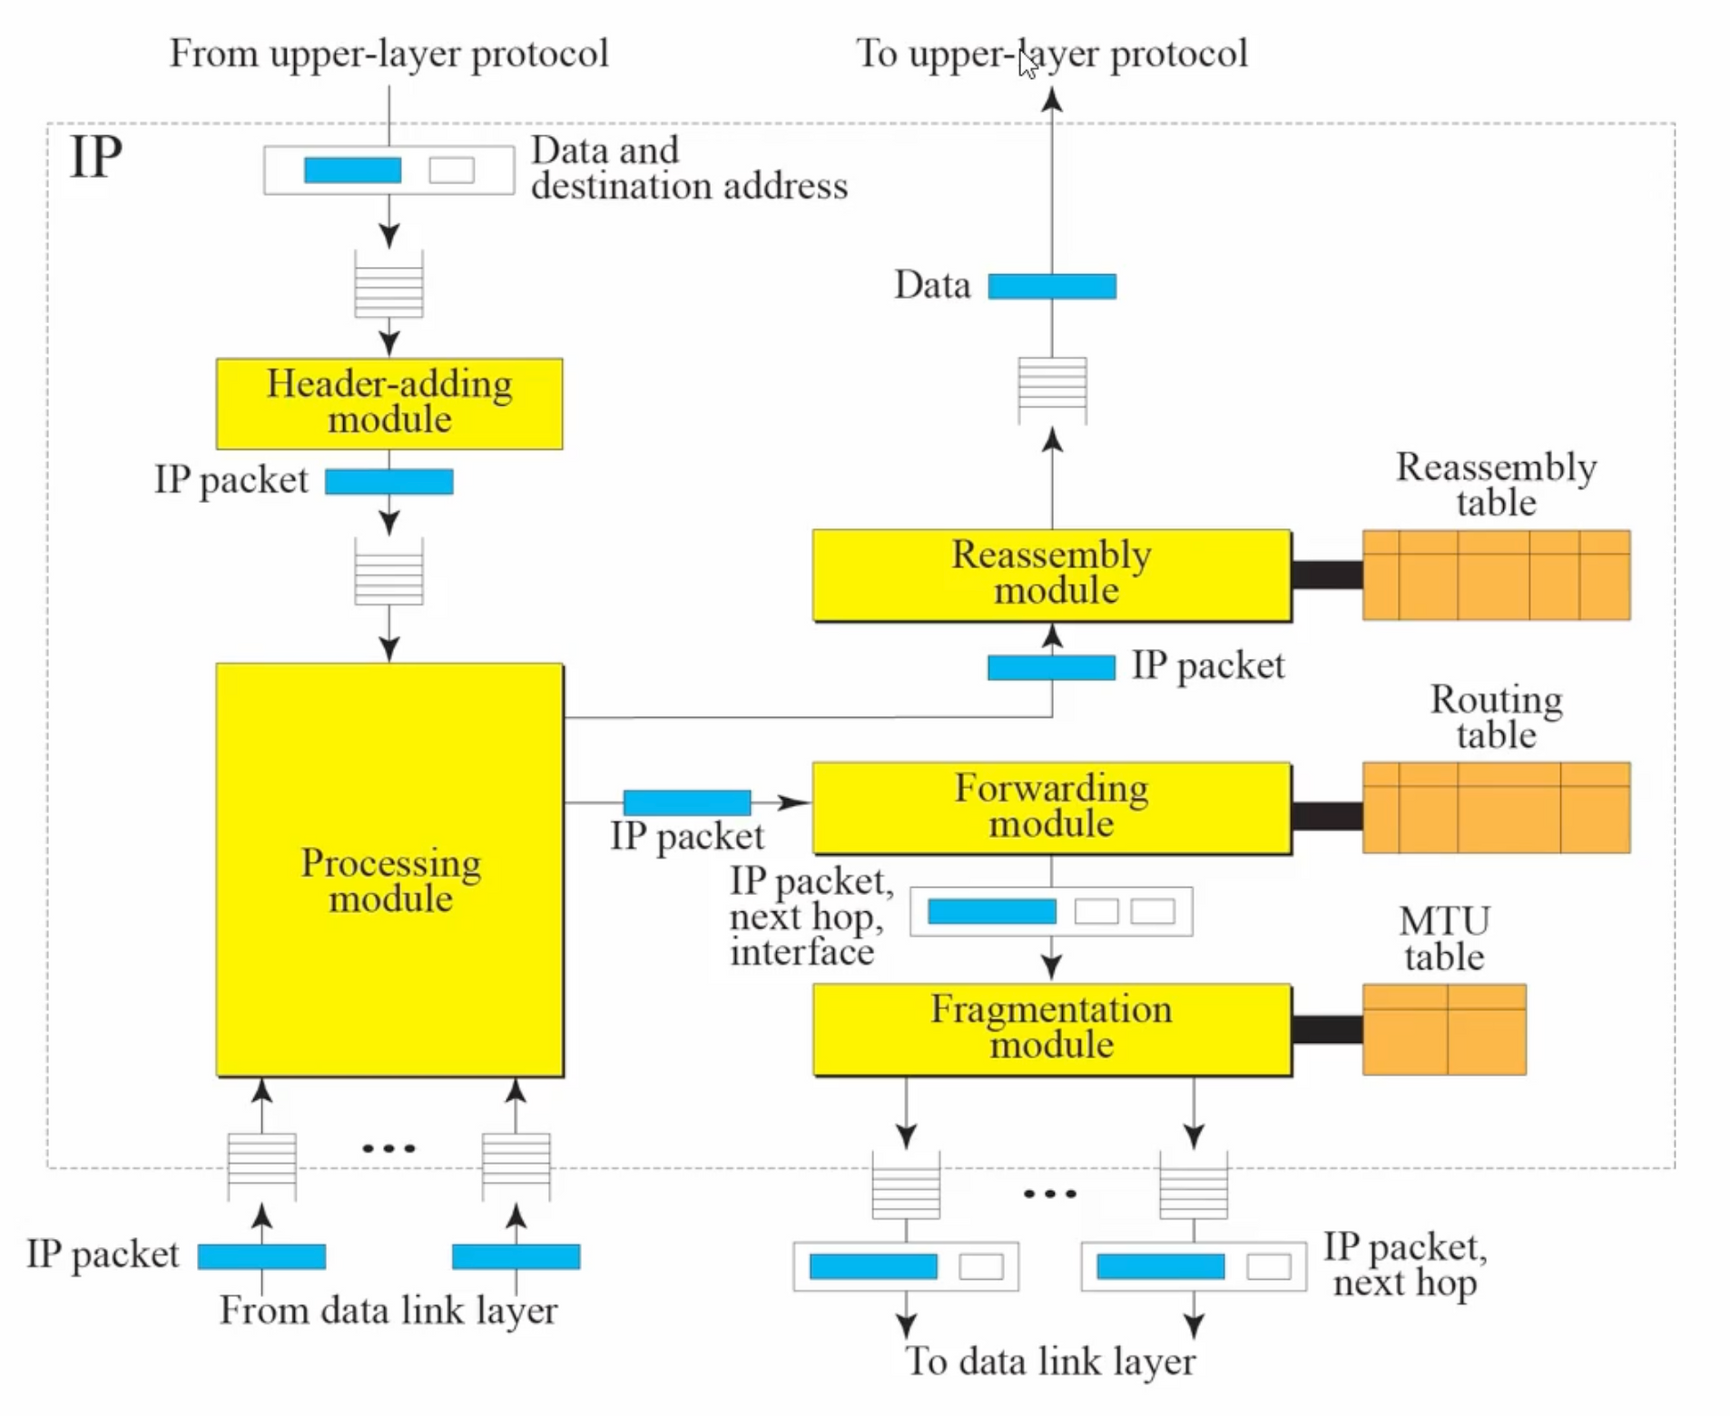 From upper-layer protocol
To upper-layer protocol
IP
Data and
destination address
Data
Header-adding
module
IP packet
Reassembly
table
Reassembly
module
IP packet
Routing
table
Forwarding
module
IP packet
Processing
module
IP packet,
next hop,
interface
MTU
table
Fragmentation
module
IP packet
From data link layer
IP packet,
next hop
To data link layer